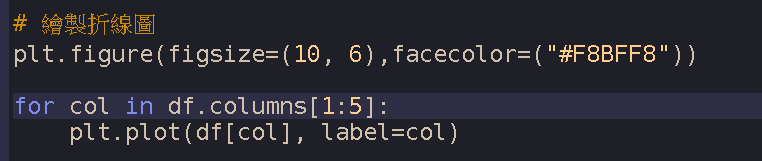 # 繪製折線圖
plt.figure(figsize=(10, 6),facecolor=("#F8BFF8"))
for col in df.columns[1:5]:
    plt.plot(df[col], label=col)